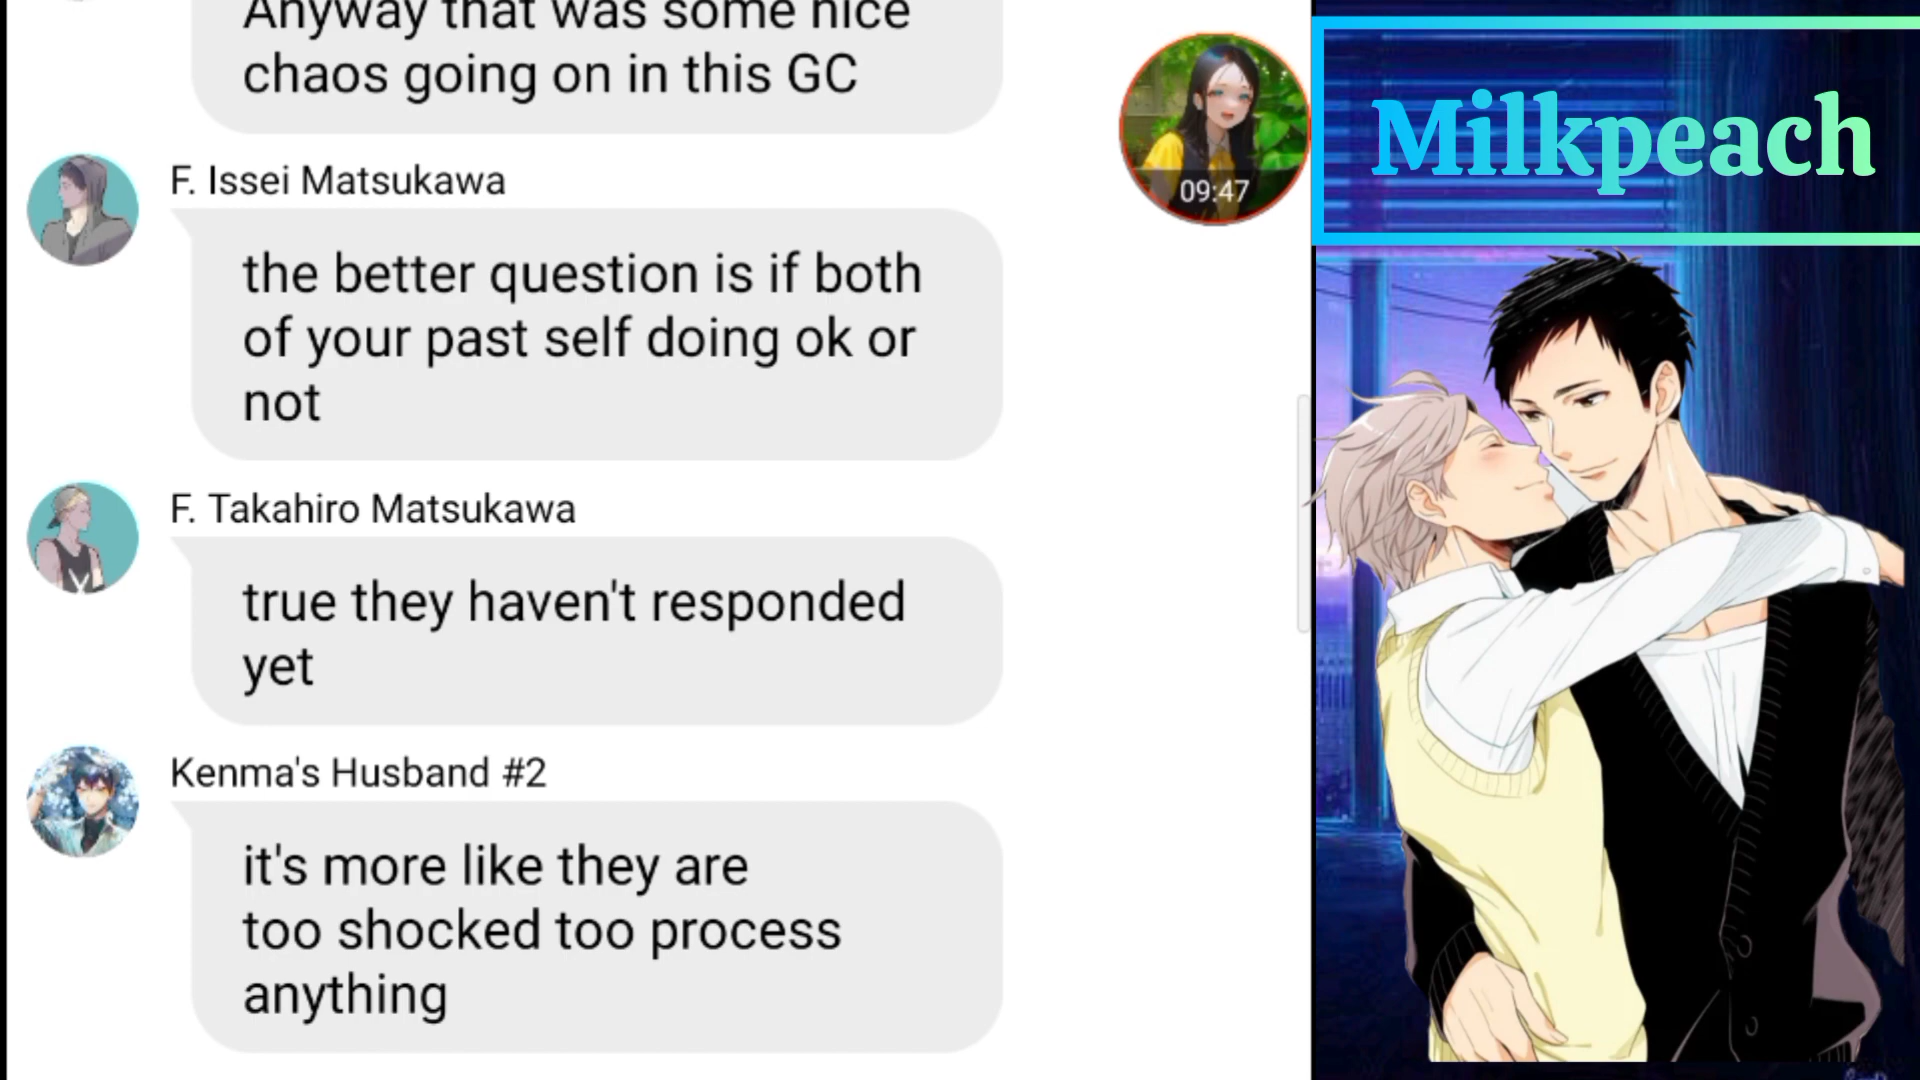 Anyway that was some nice
chaos going on in this GC
F. Issei Matsukawa
the better question is if both
of your past self doing ok or
not
F. Takahiro Matsukawa
true they haven't responded
yet
Kenma's Husband #2
it's more like they are
too shocked too process
anything
09:47
Milkpeach